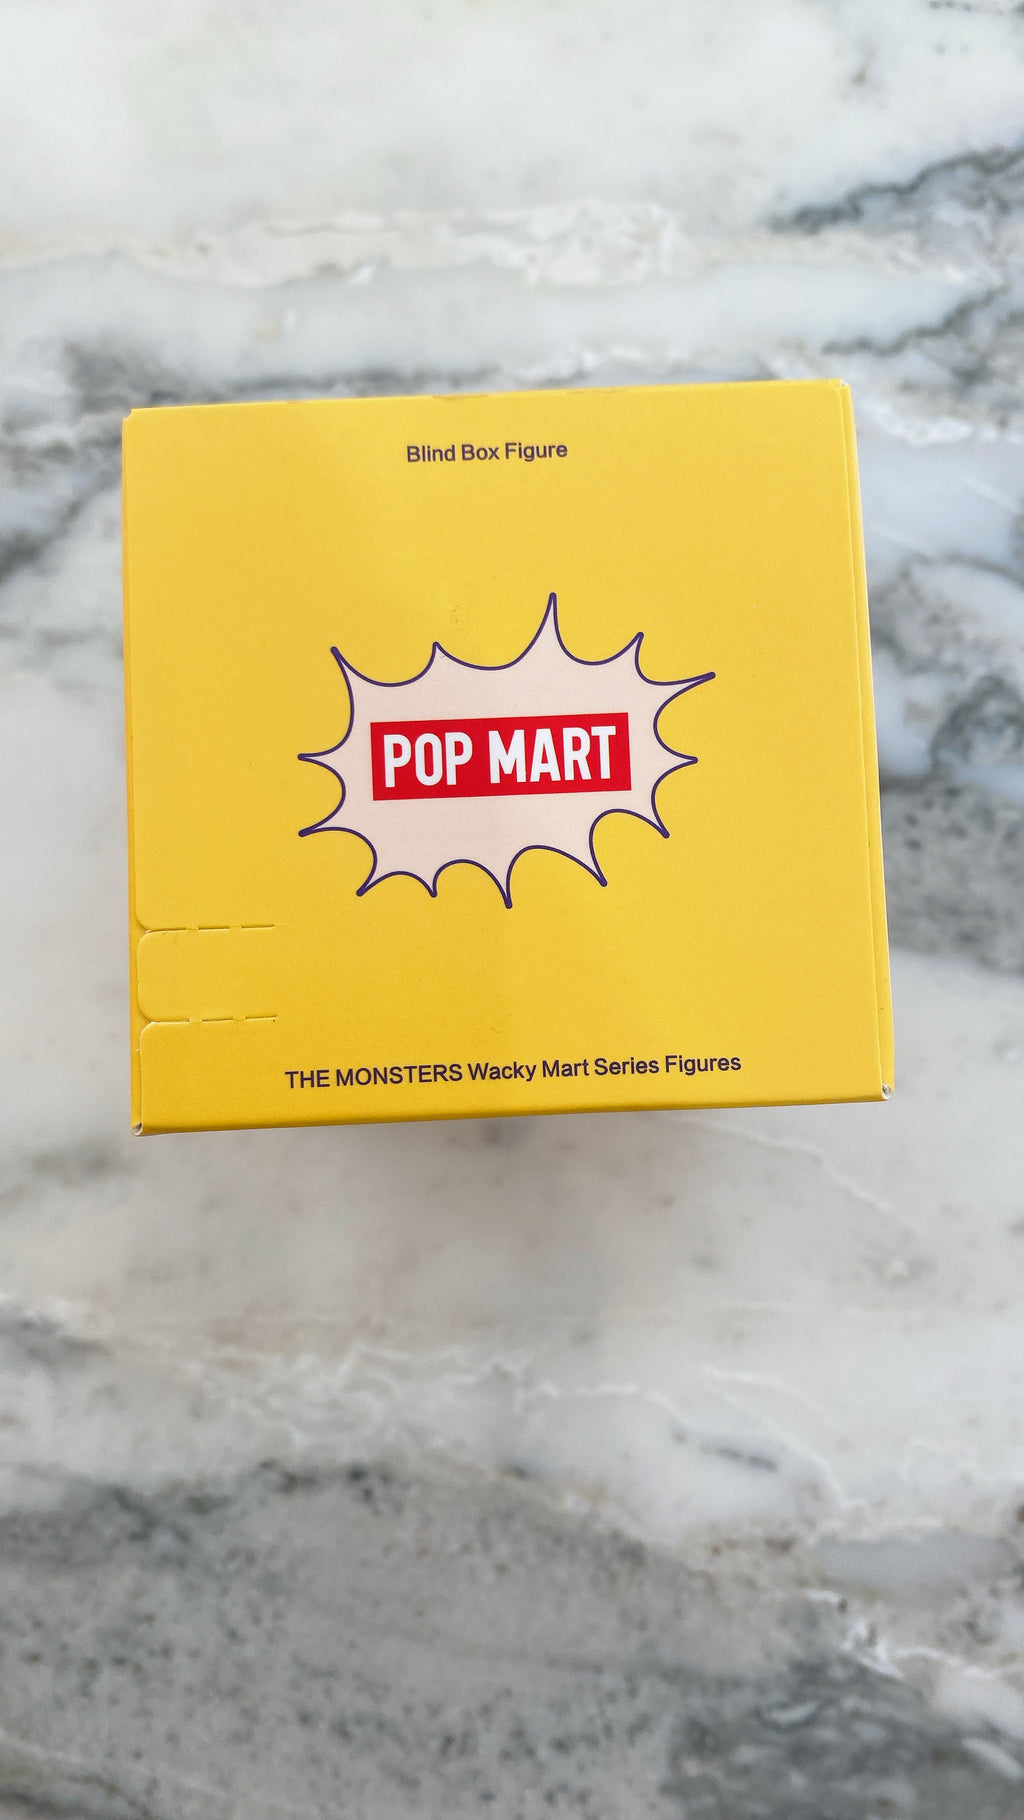 Blind Box Figure
POP MART
THE MONSTERS Wacky Mart Series Figures